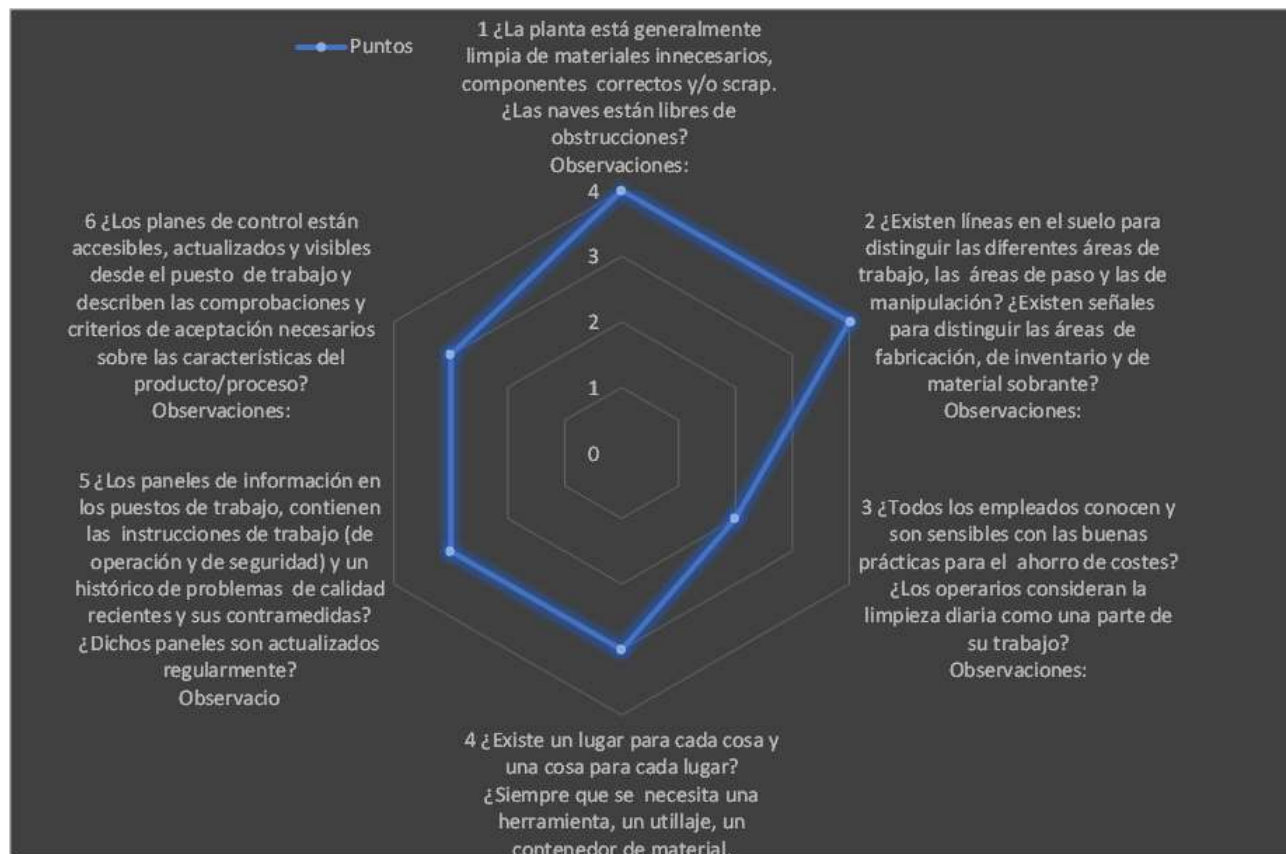 Puntos
1 ¿La planta está generalmente
limpia de materiales innecesarios,
componentes correctos y/o scrap.
¿Las naves están libres de
obstrucciones?
Observaciones:
4
3
2
1
0
2 ¿Existen líneas en el suelo para
distinguir las diferentes áreas de
trabajo, las áreas de paso y las de
manipulación? ¿Existen señales
para distinguir las áreas de
fabricación, de inventario y de
material sobrante?
Observaciones:
3 ¿Todos los empleados conocen y
son sensibles con las buenas
prácticas para el ahorro de costes?
¿Los operarios consideran la
limpieza diaria como una parte de
su trabajo?
Observaciones:
4 ¿Existe un lugar para cada cosa y
una cosa para cada lugar?
¿Siempre que se necesita una
herramienta, un utillaje, un
contenedor de material,
5 ¿Los paneles de información en
los puestos de trabajo, contienen
las instrucciones de trabajo (de
operación y de seguridad) y un
histórico de problemas de calidad
recientes y sus contramedidas?
¿Dichos paneles son actualizados
regularmente?
Observacio
6 ¿Los planes de control están
accesibles, actualizados y visibles
desde el puesto de trabajo y
describen las comprobaciones y
criterios de aceptación necesarios
sobre las características del
producto/proceso?
Observaciones: